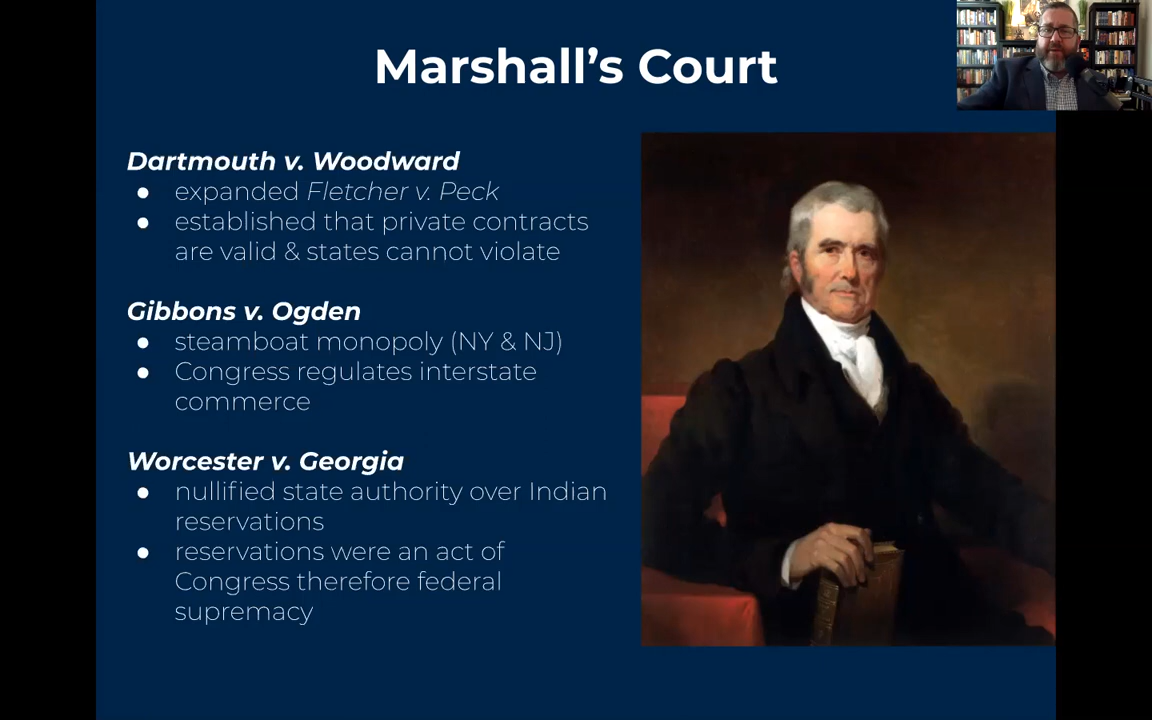 Marshall's Court
Dartmouth v. Woodward
● expanded Fletcher v. Peck
● established that private contracts
are valid & states cannot violate
Gibbons v. Ogden
● steamboat monopoly (NY & NJ)
● Congress regulates interstate
commerce
Worcester v. Georgia
● nullified state authority over Indian
reservations
● reservations were an act of
Congress therefore federal
supremacy